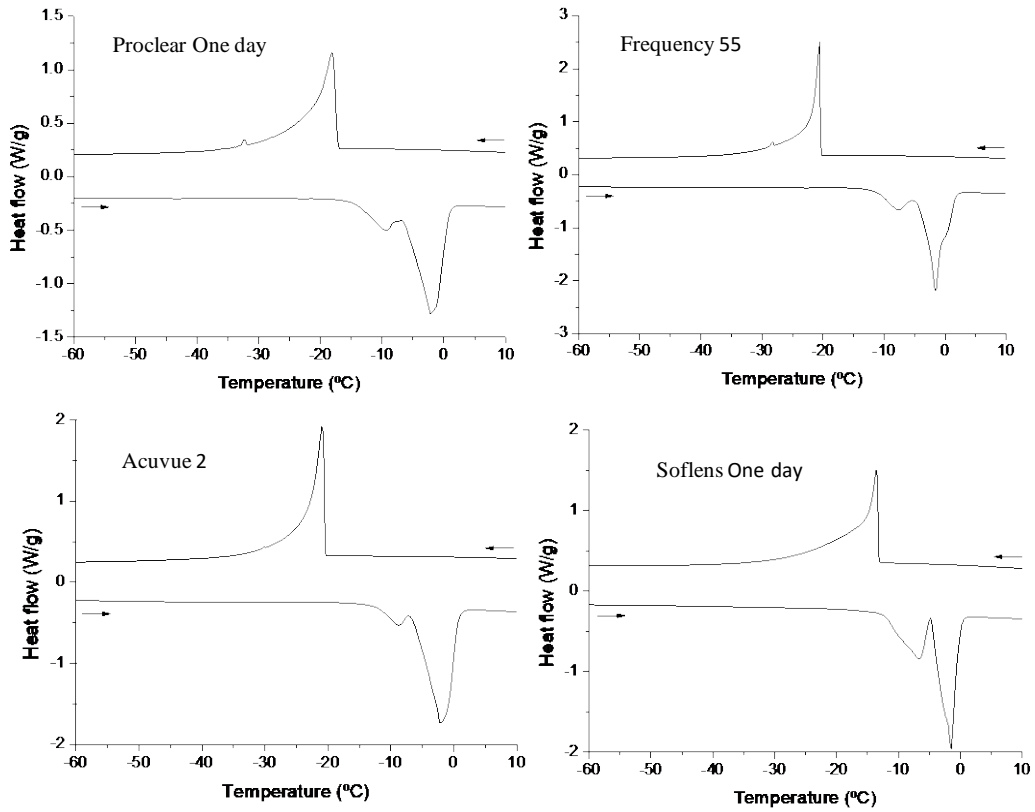 Proclear One day
Heat flow (W/g)
1.5
1.0
0.5
0.0
-0.5
-1.0
-1.5
-60 -50 -40 -30 -20 -10 0 10
Temperature (ºC)
Frequency 55
Heat flow (W/g)
3
2
1
0
-1
-2
-3
-60 -50 -40 -30 -20 -10 0 10
Temperature (ºC)
Acuvue 2
Heat flow (W/g)
2
1
0
-1
-2
-60 -50 -40 -30 -20 -10 0 10
Temperature (ºC)
Soflens One day
Heat flow (W/g)
2
1
0
-1
-2
-60 -50 -40 -30 -20 -10 0 10
Temperature (ºC)